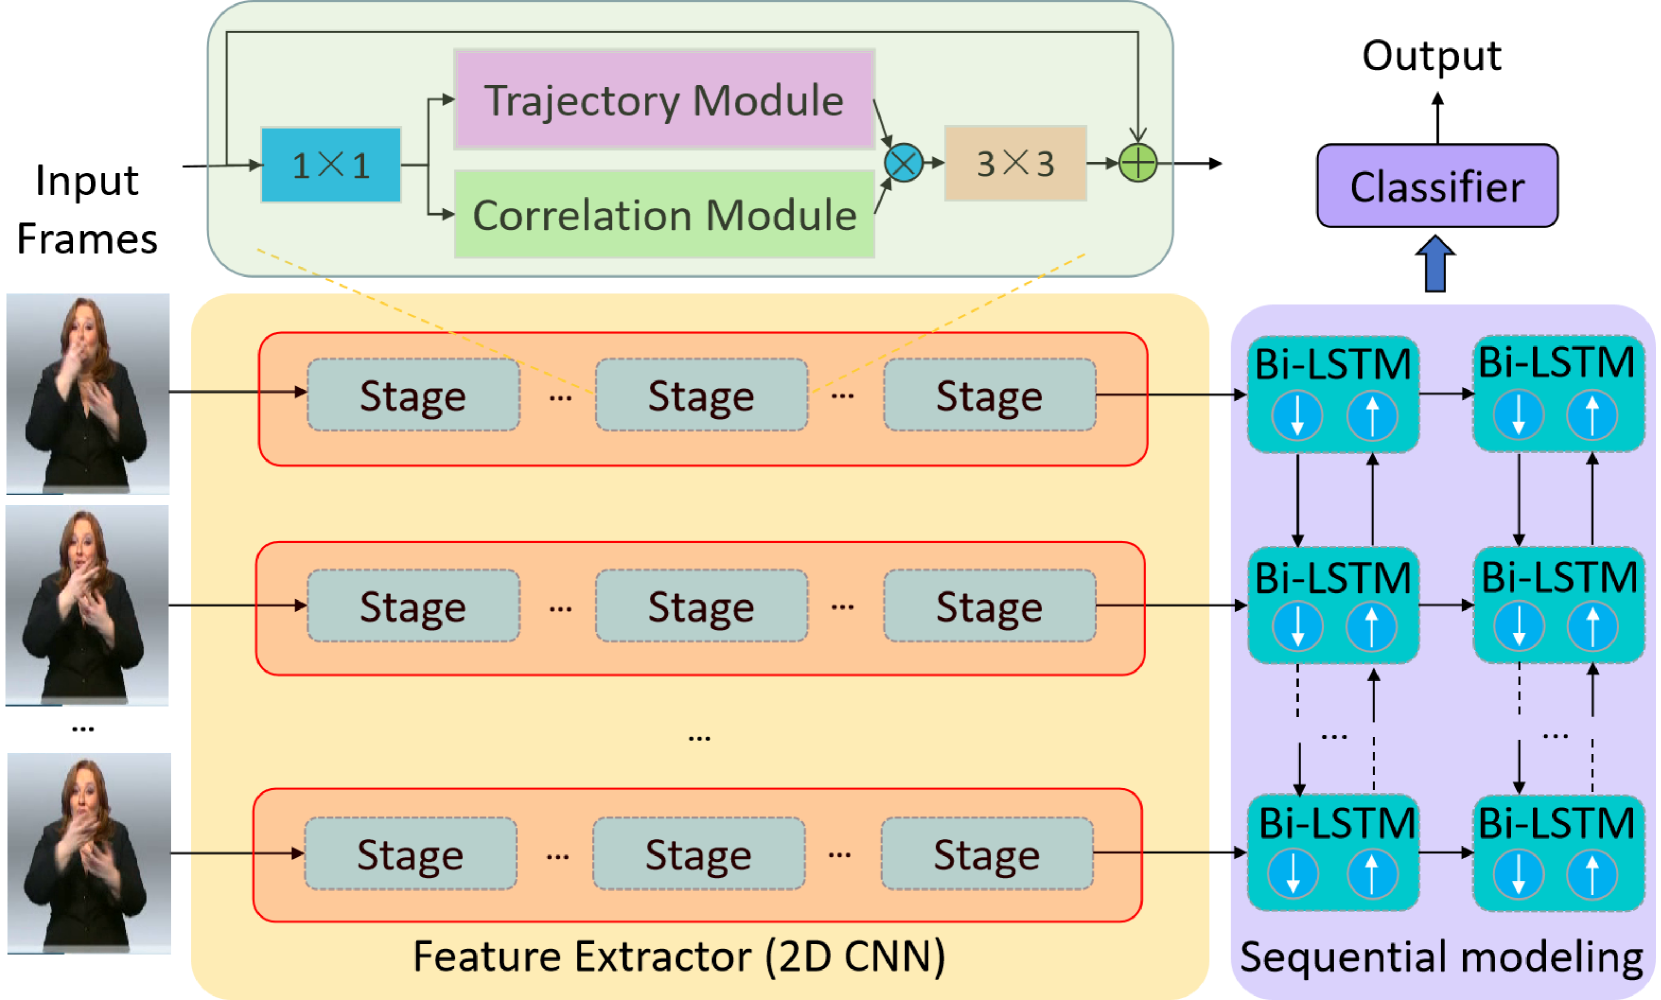 Trajectory Module
1×1
Correlation Module
3×3
Input
Frames
Output
Classifier
Stage ... Stage ... Stage
Stage ... Stage ... Stage
...
...
Stage ... Stage ... Stage
Feature Extractor (2D CNN)
Bi-LSTM Bi-LSTM
Bi-LSTM Bi-LSTM
... ...
Bi-LSTM Bi-LSTM
Sequential modeling